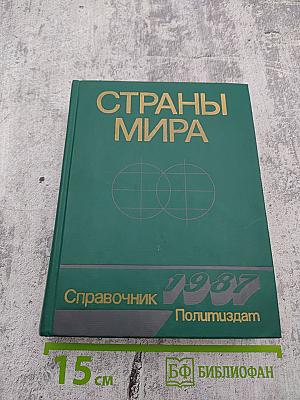 СТРАНЫ
МИРА
1987
Справочник
Политиздат
15 см
БФ БИБЛИОФАН